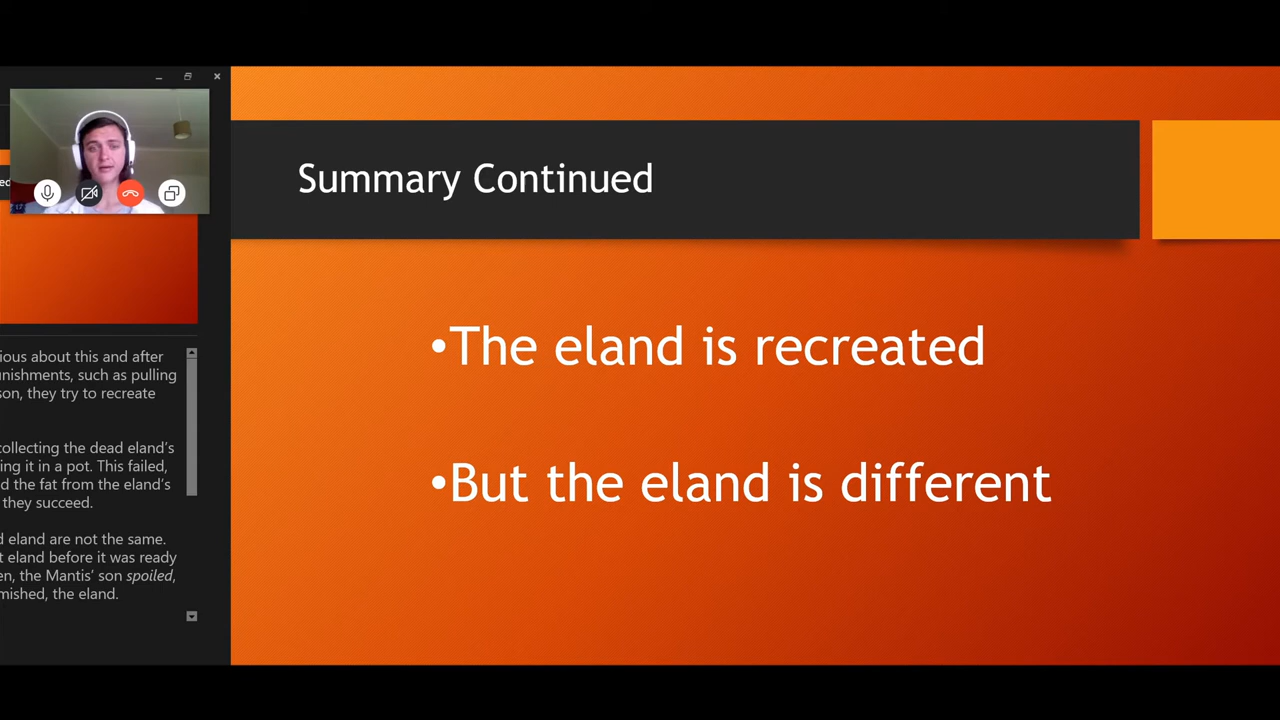 Summary Continued
•The eland is recreated
•But the eland is different
ed
ious about this and after
unishments, such as pulling
son, they try to recreate
collecting the dead eland's
ing it in a pot. This failed,
d the fat from the eland's
they succeed.
d eland are not the same.
t eland before it was ready
en, the Mantis' son spoiled,
mished, the eland.